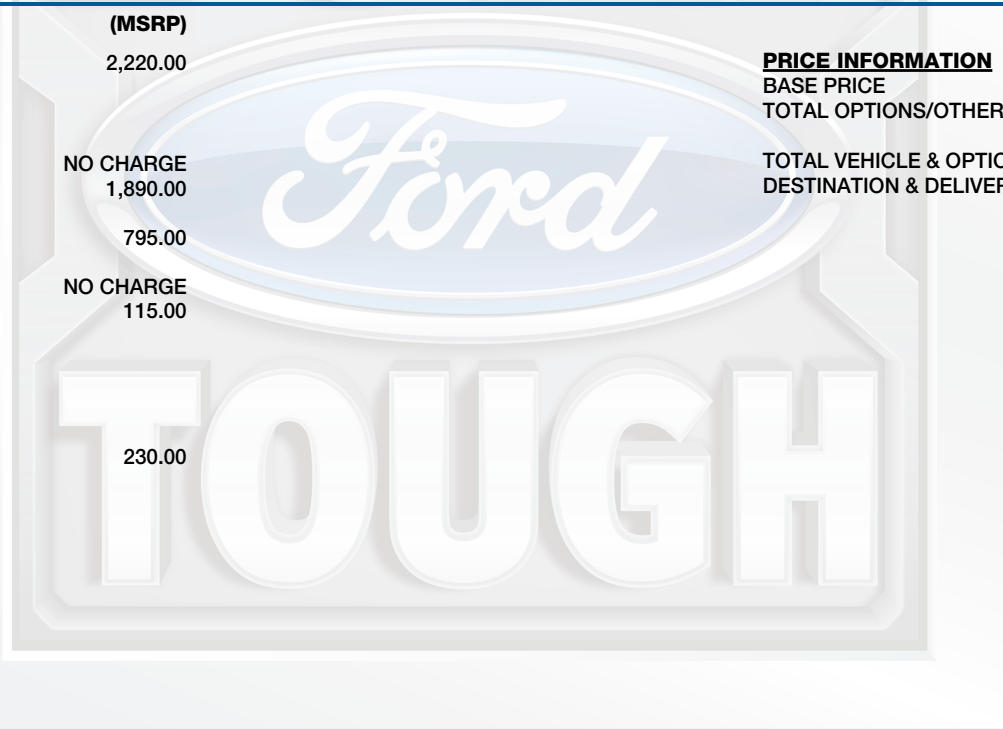 (MSRP)
2,220.00
NO CHARGE
1,890.00
795.00
NO CHARGE
115.00
230.00
PRICE INFORMATION
BASE PRICE
TOTAL OPTIONS/OTHER
TOTAL VEHICLE & OPTIO
DESTINATION & DELIVER
Ford
TOUGH